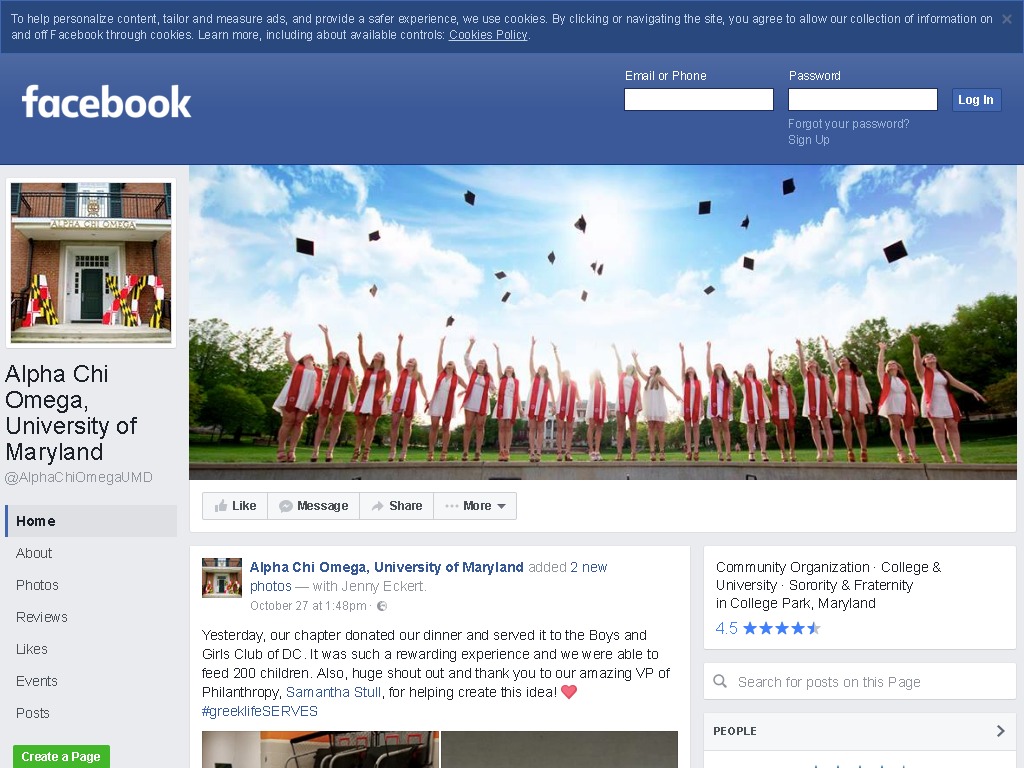 To help personalize content, tailor and measure ads, and provide a safer experience, we use cookies. By clicking or navigating the site, you agree to allow our collection of information on
and off Facebook through cookies. Learn more, including about available controls: Cookies Policy.
facebook
Email or Phone
Password
Log In
Forgot your password?
Sign Up
ALPHA CHI OMEGA
Alpha Chi
Omega,
University of
Maryland
@AlphaChiOmegaUMD
Home
About
Photos
Reviews
Likes
Events
Posts
Create a Page
Like
Message
Share
More
Alpha Chi Omega, University of Maryland added 2 new
photos — with Jenny Eckert.
October 27 at 1:48pm ·
Yesterday, our chapter donated our dinner and served it to the Boys and
Girls Club of DC. It was such a rewarding experience and we were able to
feed 200 children. Also, huge shout out and thank you to our amazing VP of
Philanthropy, Samantha Stull, for helping create this idea!
#greeklifeSERVES
Community Organization · College &
University · Sorority & Fraternity
in College Park, Maryland
4.5
Search for posts on this Page
PEOPLE